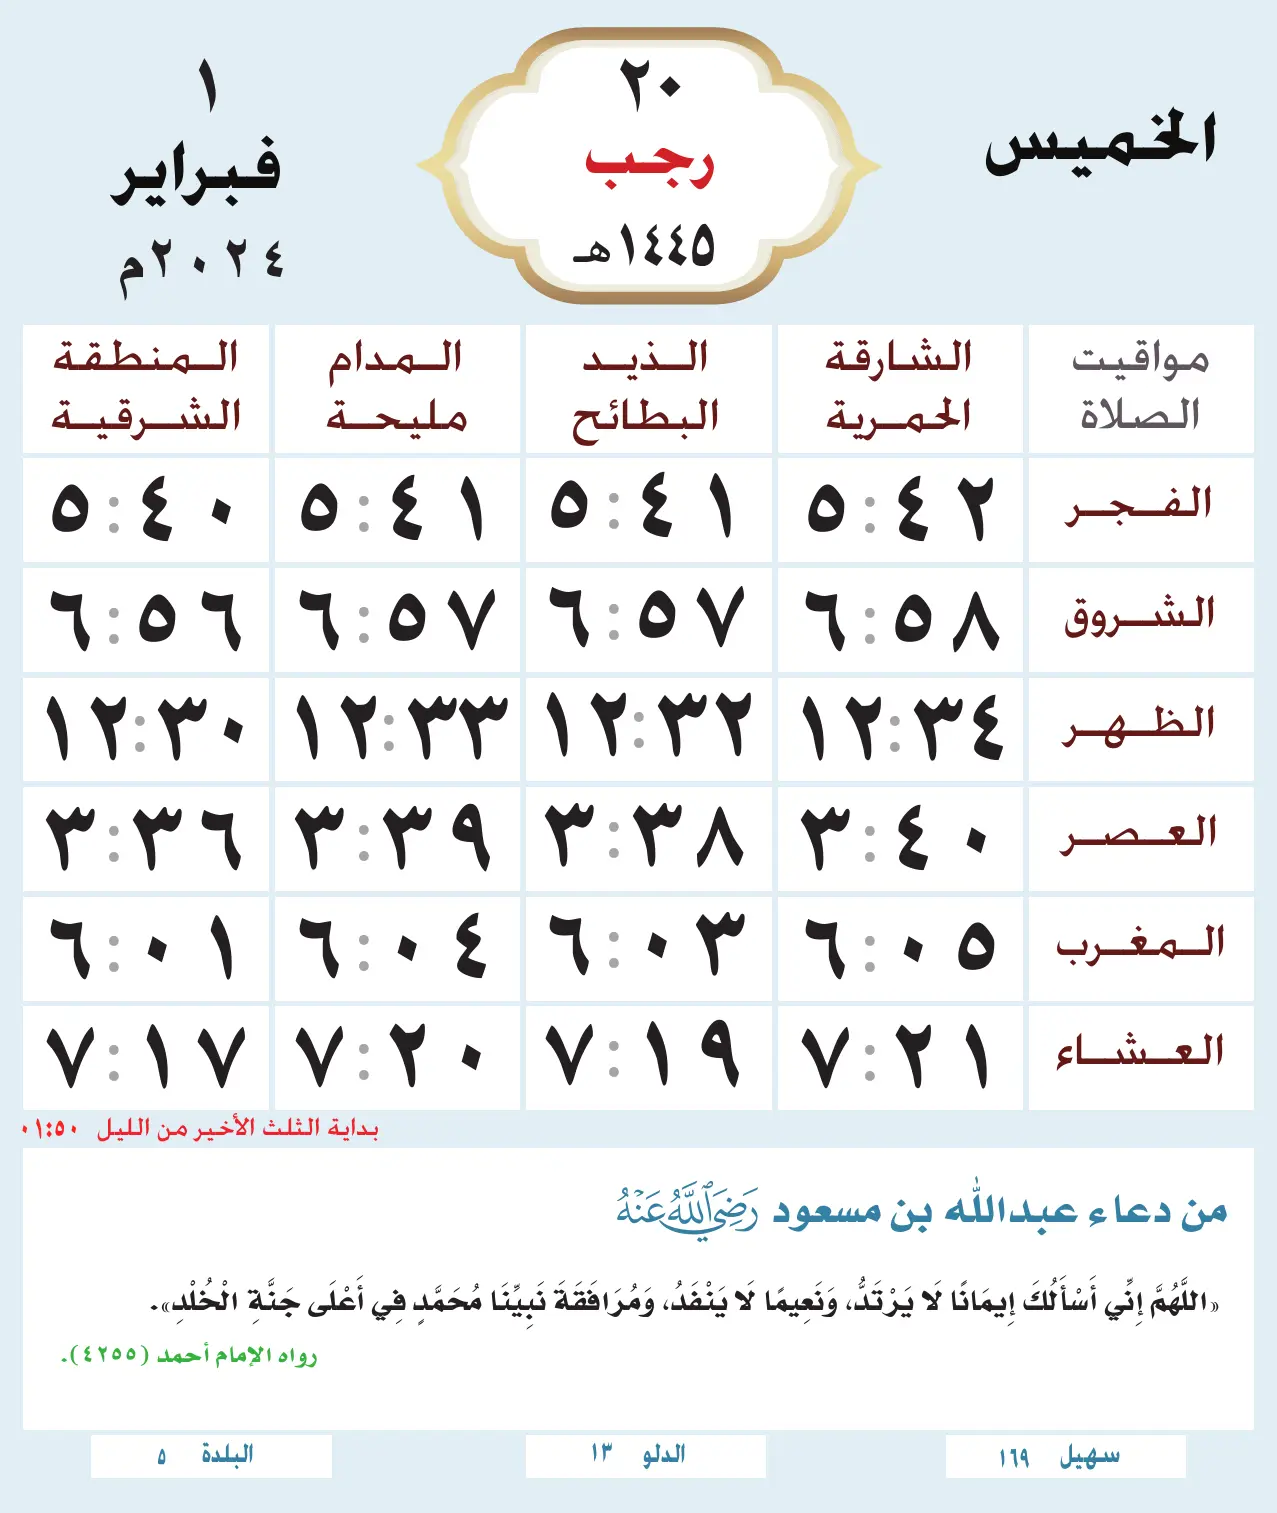 الخميس
٢٠
رجب
١٤٤٥هـ
١
فبراير
٢٠٢٤م
مواقيت الصلاة
الشارقة الحمرية
الذيد البطائح
المدام مليحة
المنطقة الشرقية
الفجر ٥:٤٢ ٥:٤١ ٥:٤١ ٥:٤٠
الشروق ٦:٥٨ ٦:٥٧ ٦:٥٧ ٦:٥٦
الظهر ١٢:٣٤ ١٢:٣٢ ١٢:٣٣ ١٢:٣٠
العصر ٣:٤٠ ٣:٣٨ ٣:٣٩ ٣:٣٦
المغرب ٦:٠٥ ٦:٠٣ ٦:٠٤ ٦:٠١
العشاء ٧:٢١ ٧:١٩ ٧:٢٠ ٧:١٧
بداية الثلث الأخير من الليل ٠١:٥٠
من دعاء عبدالله بن مسعود رَضِيَ اللَّهُ عَنْهُ
«اللَّهُمَّ إِنِّي أَسْأَلُكَ إِيمَانًا لَا يَرْتَدُّ، وَنَعِيمًا لَا يَنْفَدُ، وَمُرَافَقَةَ نَبِيِّنَا مُحَمَّدٍ فِي أَعْلَى جَنَّةِ الْخُلْدِ».
رواه الإمام أحمد (٤٢٥٥).
سهيل ١٦٩
الدلو ١٣
البلدة ٥